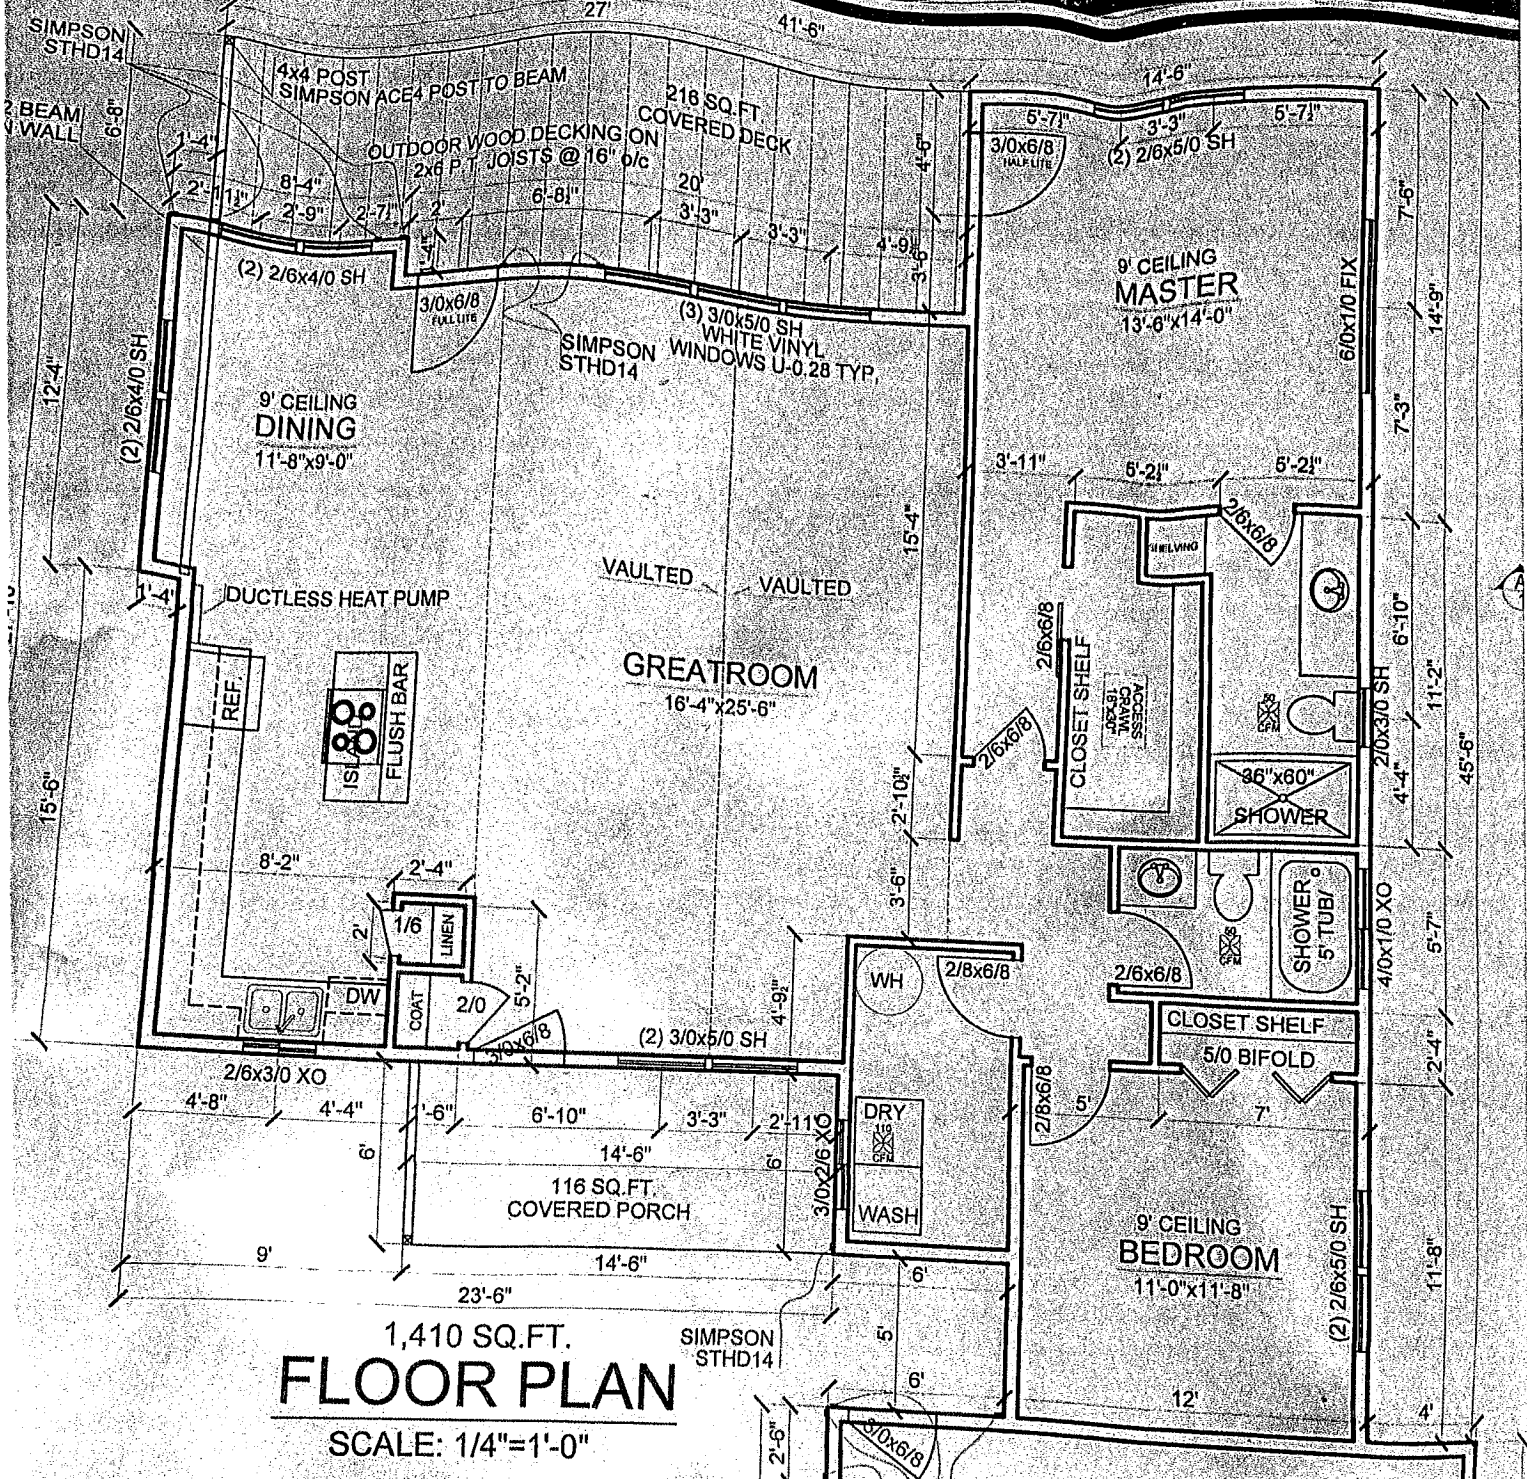 27'
41'-6"
SIMPSON
STHD14
4x4 POST
SIMPSON ACE4 POST TO BEAM
216 SQ.FT.
COVERED DECK
14'-6"
BEAM
WALL
6'-8"
1'-4"
OUTDOOR WOOD DECKING ON
2x6 P.T. JOISTS @ 16" o/c
4'-6"
5'-7½"
3'-3"
5'-7½"
3/0x6/8
HALF LITE
(2) 2/6x5/0 SH
2'-11½"
8'-4"
2'-9"
2'-7½"
2'
6'-8½"
20'
3'-3"
3'-3"
4'-9½"
3'-6"
7'-6"
1'-4"
(2) 2/6x4/0 SH
3/0x6/8
FULL LITE
(3) 3/0x5/0 SH
WHITE VINYL
WINDOWS U-0.28 TYP.
SIMPSON
STHD14
9' CEILING
MASTER
13'-6"x14'-0"
6/0x1/0 FIX
14'-9"
12'-4"
(2) 2/6x4/0 SH
9' CEILING
DINING
11'-8"x9'-0"
7'-3"
3'-11"
5'-2½"
5'-2½"
15'-4"
2/6x6/8
SHELVING
VAULTED
VAULTED
1'-4"
DUCTLESS HEAT PUMP
A
2/6x6/8
CLOSET SHELF
ACCESS
CRAWL
18"x30"
6'-10"
11'-2"
45'-6"
GREATROOM
16'-4"x25'-6"
REF.
ISLAND
FLUSH BAR
50
CFM
2/0x3/0 SH
2/6x6/8
36"x60"
SHOWER
4'-4"
15'-6"
2'-10½"
8'-2"
2'-4"
3'-6"
2'
1/6
LINEN
SHOWER
5' TUB/
4/0x1/0 XO
5'-7"
50
CFM
WH
2/8x6/8
2/6x6/8
DW
COAT
2/0
5'-2"
3/0x6/8
4'-9½"
(2) 3/0x5/0 SH
CLOSET SHELF
5/0 BIFOLD
2'-4"
2/6x3/0 XO
4'-8"
4'-4"
'-6"
6'-10"
3'-3"
2'-11"
3/0x2/6 XO
DRY
110
CFM
2/8x6/8
5'
7'
6'
14'-6"
6'
116 SQ.FT.
COVERED PORCH
WASH
9' CEILING
BEDROOM
11'-0"x11'-8"
(2) 2/6x5/0 SH
11'-8"
9'
14'-6"
6'
23'-6"
1,410 SQ.FT.
FLOOR PLAN
SCALE: 1/4"=1'-0"
SIMPSON
STHD14
5'
6'
12'
4'
2'-6"
3/0x6/8